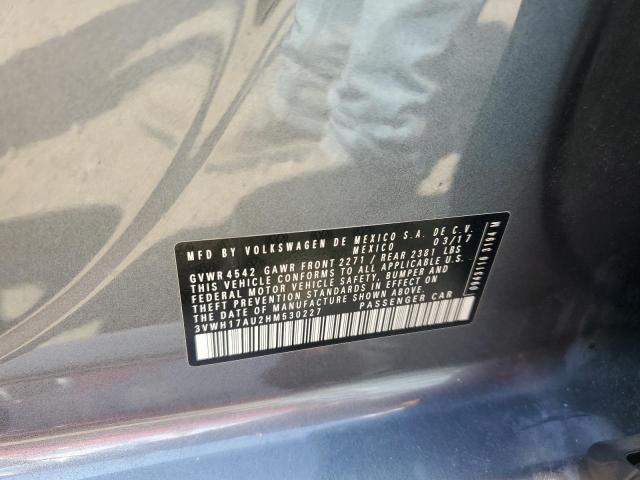 MFD BY VOLKSWAGEN DE MEXICO S.A. DE C.V.
MEXICO 03/17
GVWR 4542 GAWR FRONT 2271 / REAR 2381 LBS
THIS VEHICLE CONFORMS TO ALL APPLICABLE U.S.
FEDERAL MOTOR VEHICLE SAFETY, BUMPER AND
THEFT PREVENTION STANDARDS IN EFFECT ON
THE DATE OF MANUFACTURE SHOWN ABOVE.
3VWH17AU2HM530227 PASSENGER CAR